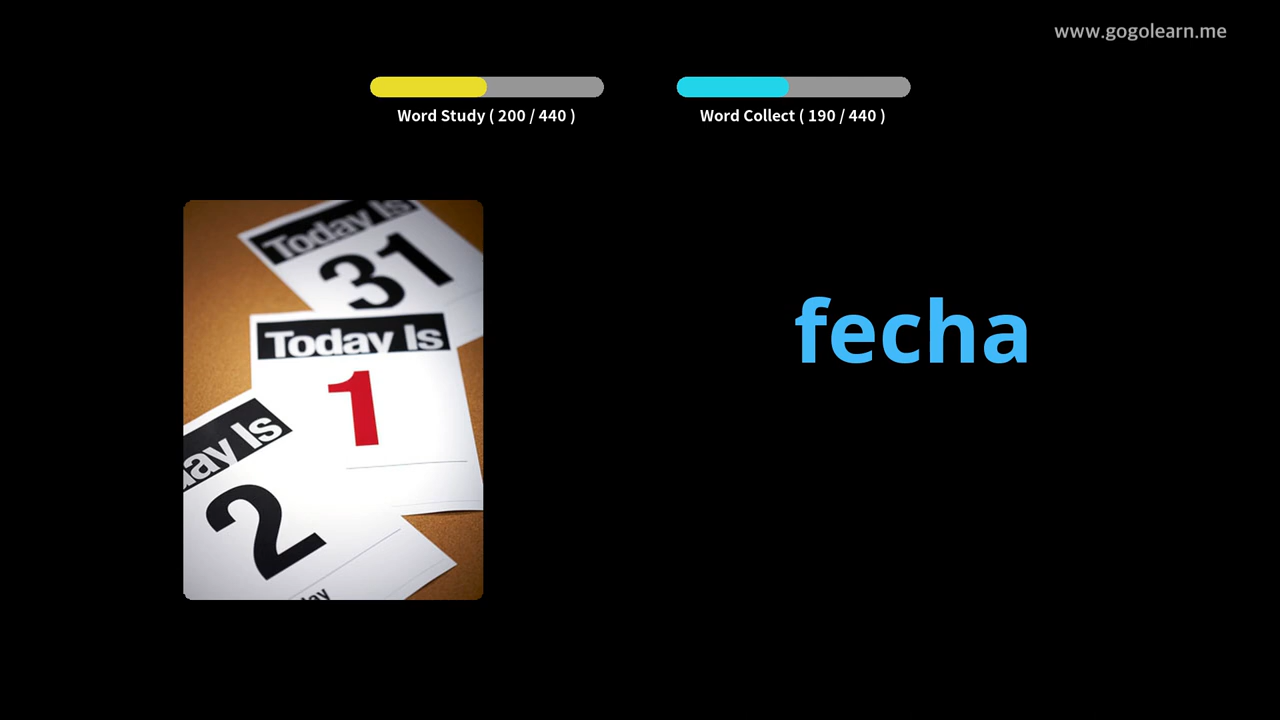 www.gogolearn.me
Word Study ( 200 / 440 )
Word Collect ( 190 / 440 )
Today Is
31
Today Is
1
ay Is
2
ay
fecha